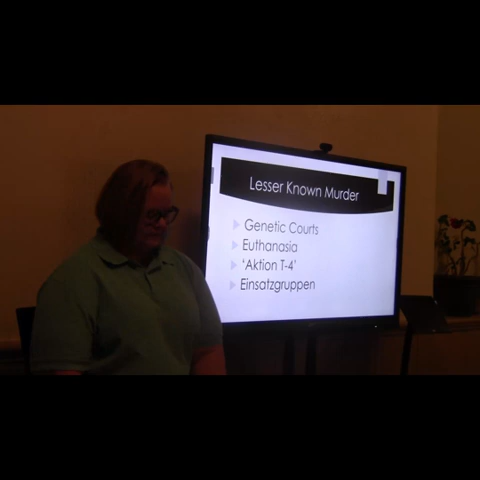 Lesser Known Murder
Genetic Courts
Euthanasia
‘Aktion T-4’
Einsatzgruppen